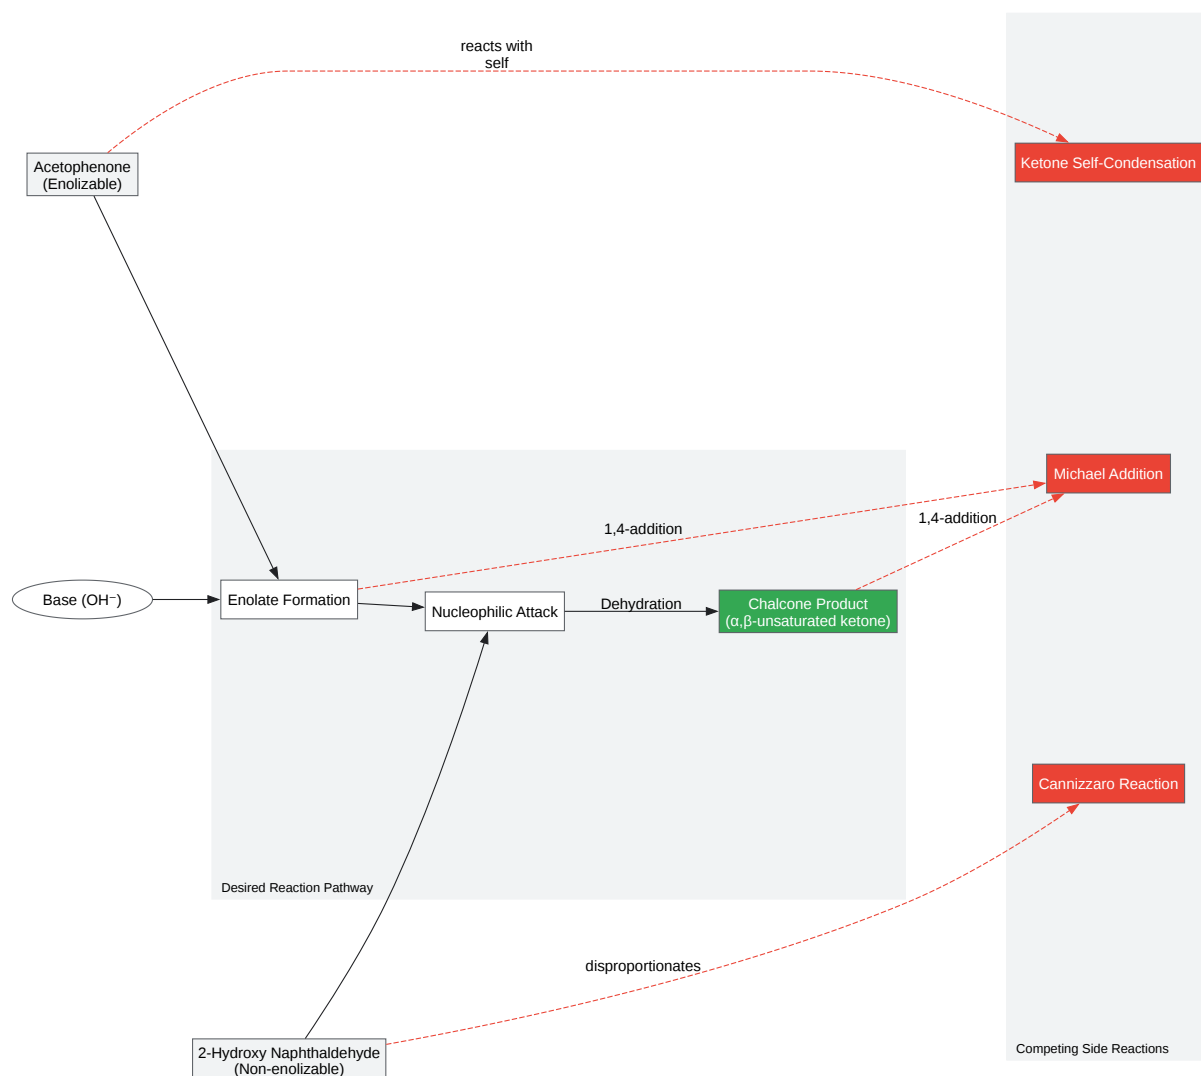 reacts with
self
Acetophenone
(Enolizable)
Ketone Self-Condensation
Michael Addition
1,4-addition
1,4-addition
Base (OH⁻)
Enolate Formation
Nucleophilic Attack
Dehydration
Chalcone Product
(α,β-unsaturated ketone)
Cannizzaro Reaction
Desired Reaction Pathway
disproportionates
2-Hydroxy Naphthaldehyde
(Non-enolizable)
Competing Side Reactions